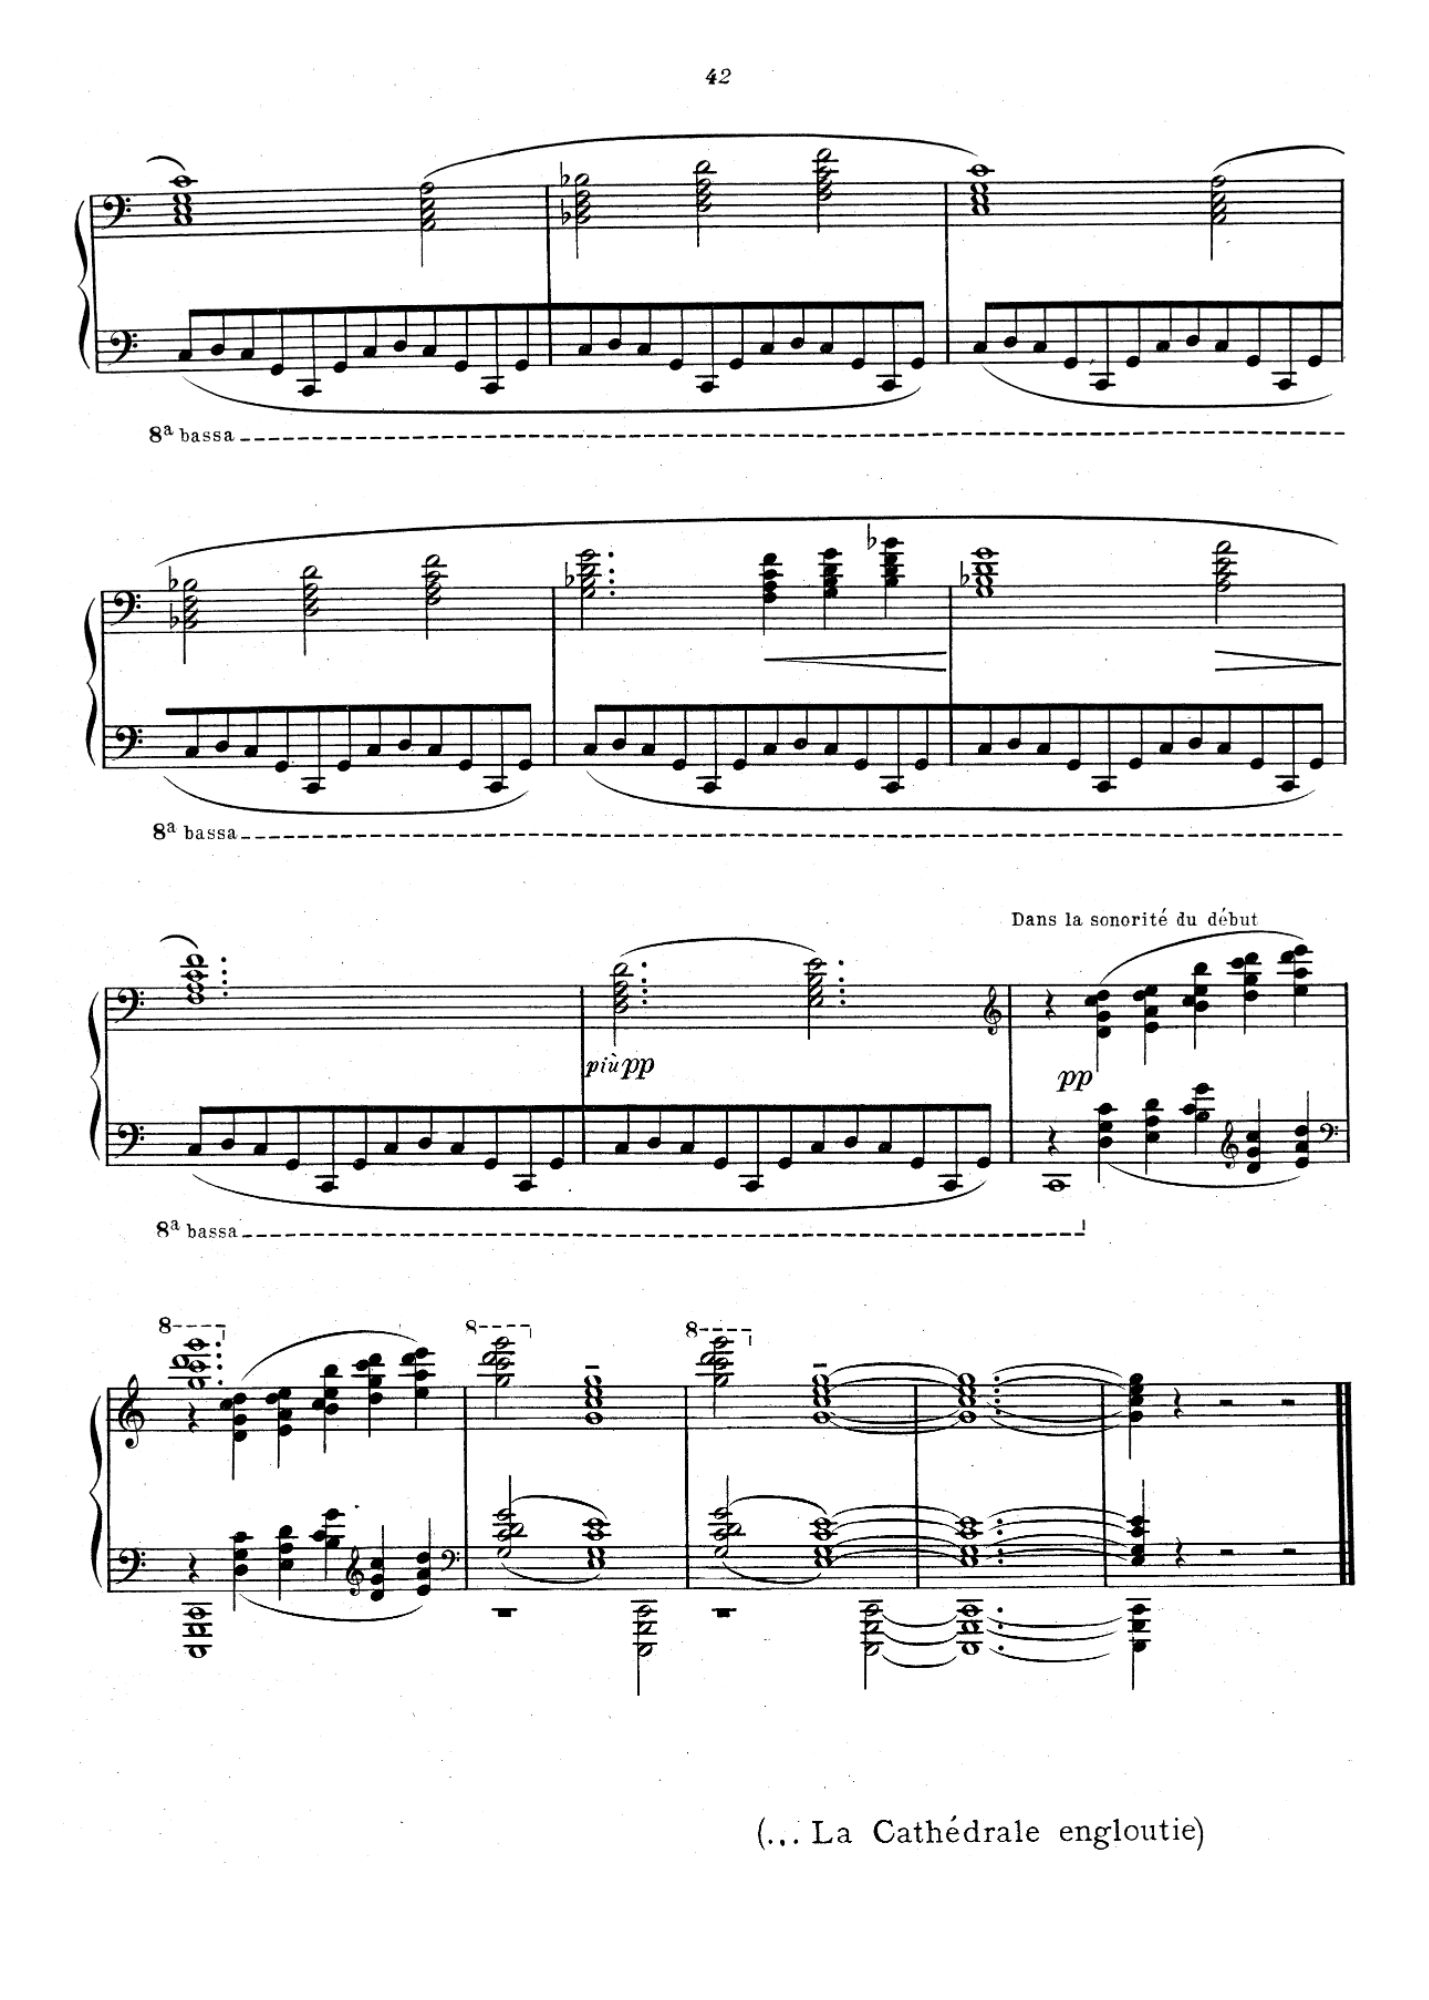 42
8ª bassa
8ª bassa
Dans la sonorité du début
più pp
pp
8ª bassa
8 8 8
(... La Cathédrale engloutie)